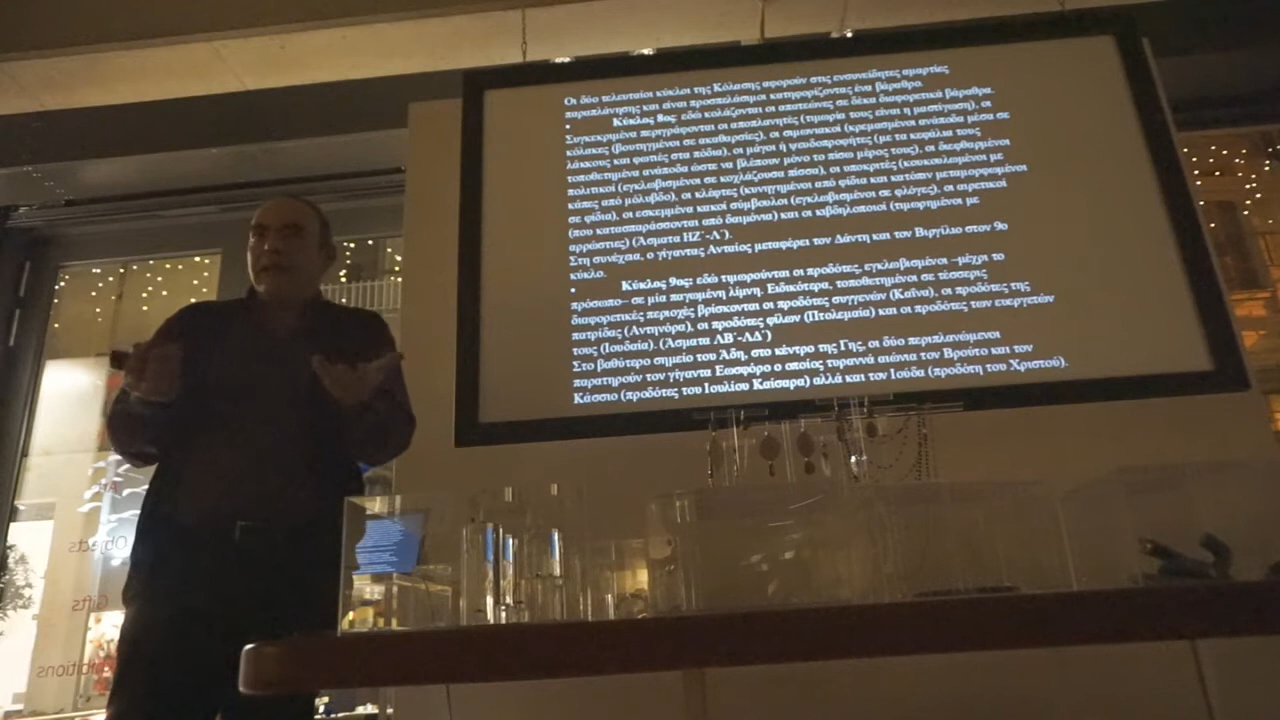 Οι δύο τελευταίοι κύκλοι της Κόλασης αφορούν στις ενσυνείδητες αμαρτίες
παραπλάνησης και είναι προσπελάσιμοι κατηφορίζοντας ένα βάραθρο.
• Κύκλος 8ος: εδώ κολάζονται οι απατεώνες σε δέκα διαφορετικά βάραθρα.
Συγκεκριμένα περιγράφονται οι αποπλανητές (τιμωρία τους είναι η μαστίγωση), οι
κόλακες (βουτηγμένοι σε ακαθαρσίες), οι σιμωνιακοί (κρεμασμένοι ανάποδα μέσα σε
λάκκους και φωτιές στα πόδια), οι μάγοι ή ψευδοπροφήτες (με τα κεφάλια τους
τοποθετημένα ανάποδα ώστε να βλέπουν μόνο το πίσω μέρος τους), οι διεφθαρμένοι
πολιτικοί (εγκλωβισμένοι σε κοχλάζουσα πίσσα), οι υποκριτές (κουκουλωμένοι με
κάπες από μόλυβδο), οι κλέφτες (κυνηγημένοι από φίδια και κατόπιν μεταμορφωμένοι
σε φίδια), οι εσκεμμένα κακοί σύμβουλοι (εγκλωβισμένοι σε φλόγες), οι αιρετικοί
(που κατασπαράσσονται από δαιμόνια) και οι κιβδηλοποιοί (τιμωρημένοι με
αρρώστιες) (Άσματα ΗΖ΄-Λ΄).
Στη συνέχεια, ο γίγαντας Ανταίος μεταφέρει τον Δάντη και τον Βιργίλιο στον 9ο
κύκλο.
• Κύκλος 9ος: εδώ τιμωρούνται οι προδότες, εγκλωβισμένοι –μέχρι το
πρόσωπο– σε μία παγωμένη λίμνη. Ειδικότερα, τοποθετημένοι σε τέσσερις
διαφορετικές περιοχές βρίσκονται οι προδότες συγγενών (Καΐνα), οι προδότες της
πατρίδας (Αντηνόρα), οι προδότες φίλων (Πτολεμαία) και οι προδότες των ευεργετών
τους (Ιουδαία). (Άσματα ΛΒ΄-ΛΔ΄)
Στο βαθύτερο σημείο του Άδη, στο κέντρο της Γης, οι δύο περιπλανώμενοι
παρατηρούν τον γίγαντα Εωσφόρο ο οποίος τυραννά αιώνια τον Βρούτο και τον
Κάσσιο (προδότες του Ιουλίου Καίσαρα) αλλά και τον Ιούδα (προδότη του Χριστού).
Art
Objects
Gifts